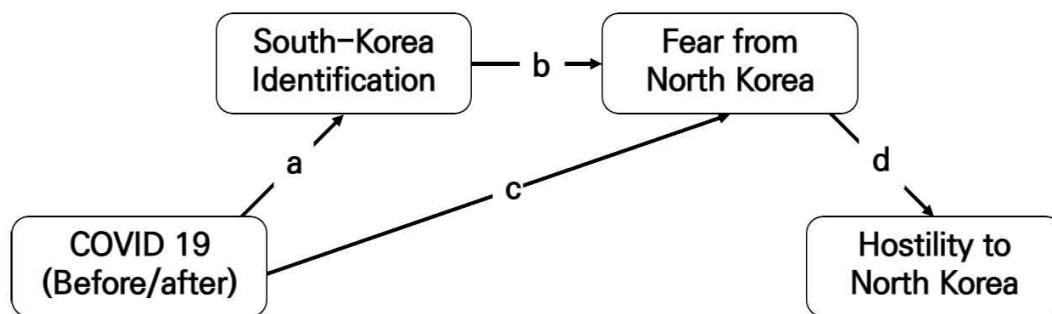 South-Korea
Identification
b
Fear from
North Korea
a
c
d
COVID 19
(Before/after)
Hostility to
North Korea